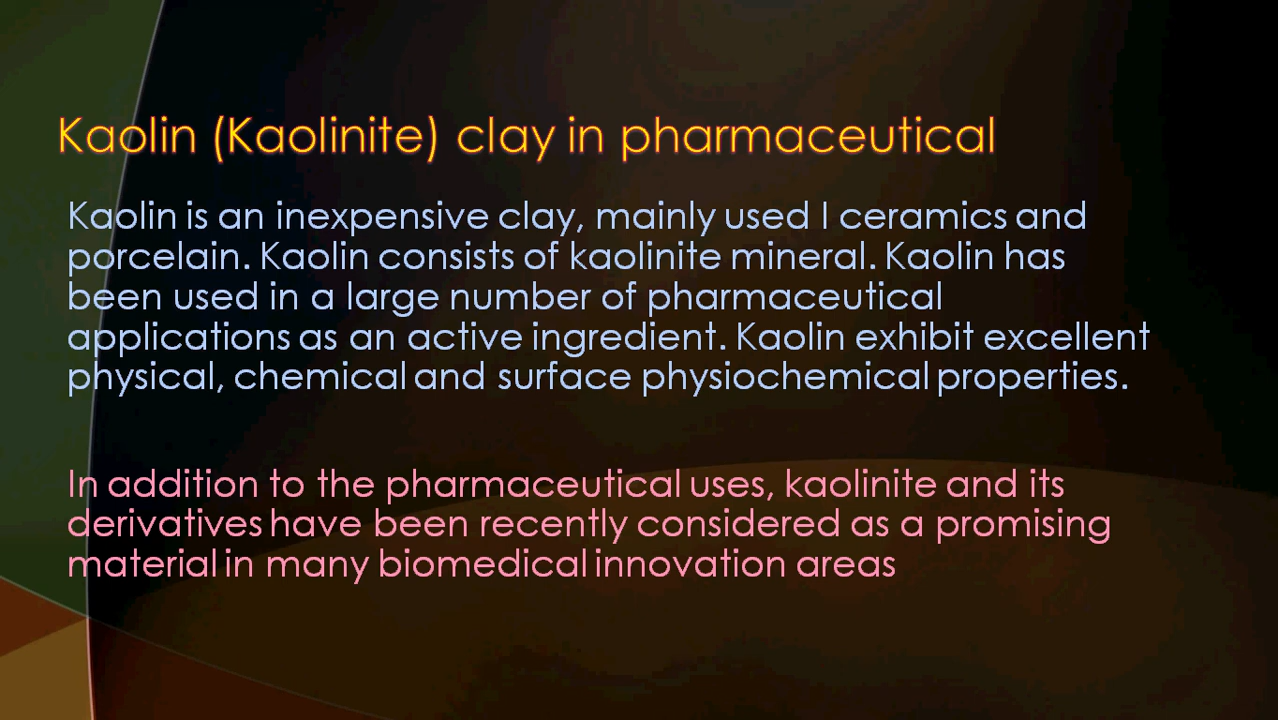 Kaolin (Kaolinite) clay in pharmaceutical
Kaolin is an inexpensive clay, mainly used I ceramics and
porcelain. Kaolin consists of kaolinite mineral. Kaolin has
been used in a large number of pharmaceutical
applications as an active ingredient. Kaolin exhibit excellent
physical, chemical and surface physiochemical properties.
In addition to the pharmaceutical uses, kaolinite and its
derivatives have been recently considered as a promising
material in many biomedical innovation areas